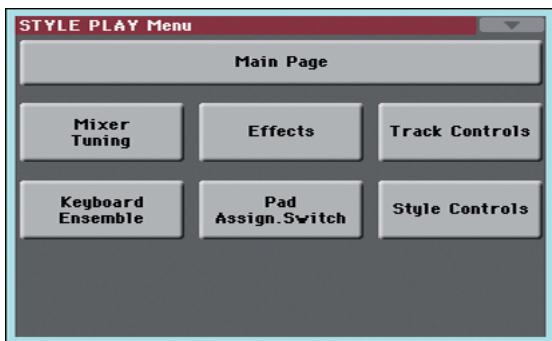 STYLE PLAY Menu
Main Page
Mixer
Tuning
Effects
Track Controls
Keyboard
Ensemble
Pad
Assign.Switch
Style Controls